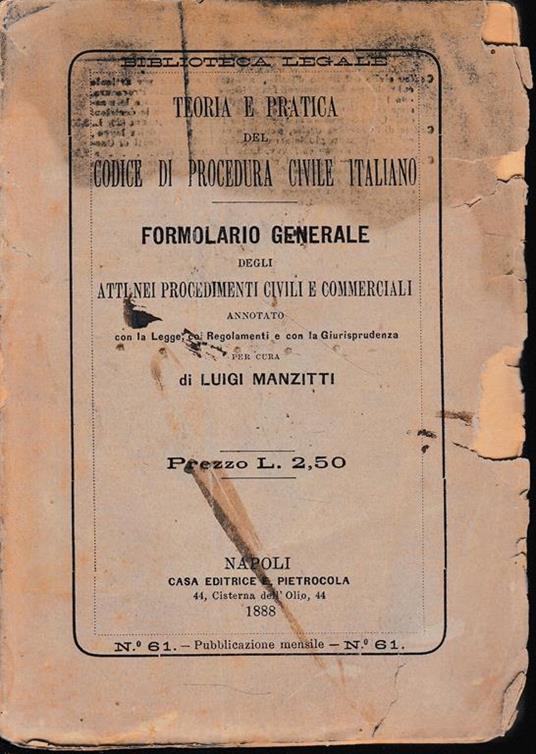 BIBLIOTECA LEGALE
TEORIA E PRATICA
DEL
CODICE DI PROCEDURA CIVILE ITALIANO
FORMOLARIO GENERALE
DEGLI
ATTI NEI PROCEDIMENTI CIVILI E COMMERCIALI
ANNOTATO
con la Legge, coi Regolamenti e con la Giurisprudenza
PER CURA
di LUIGI MANZITTI
Prezzo L. 2,50
NAPOLI
CASA EDITRICE E. PIETROCOLA
44, Cisterna dell' Olio, 44
1888
N.º 61. — Pubblicazione mensile — N.º 61.